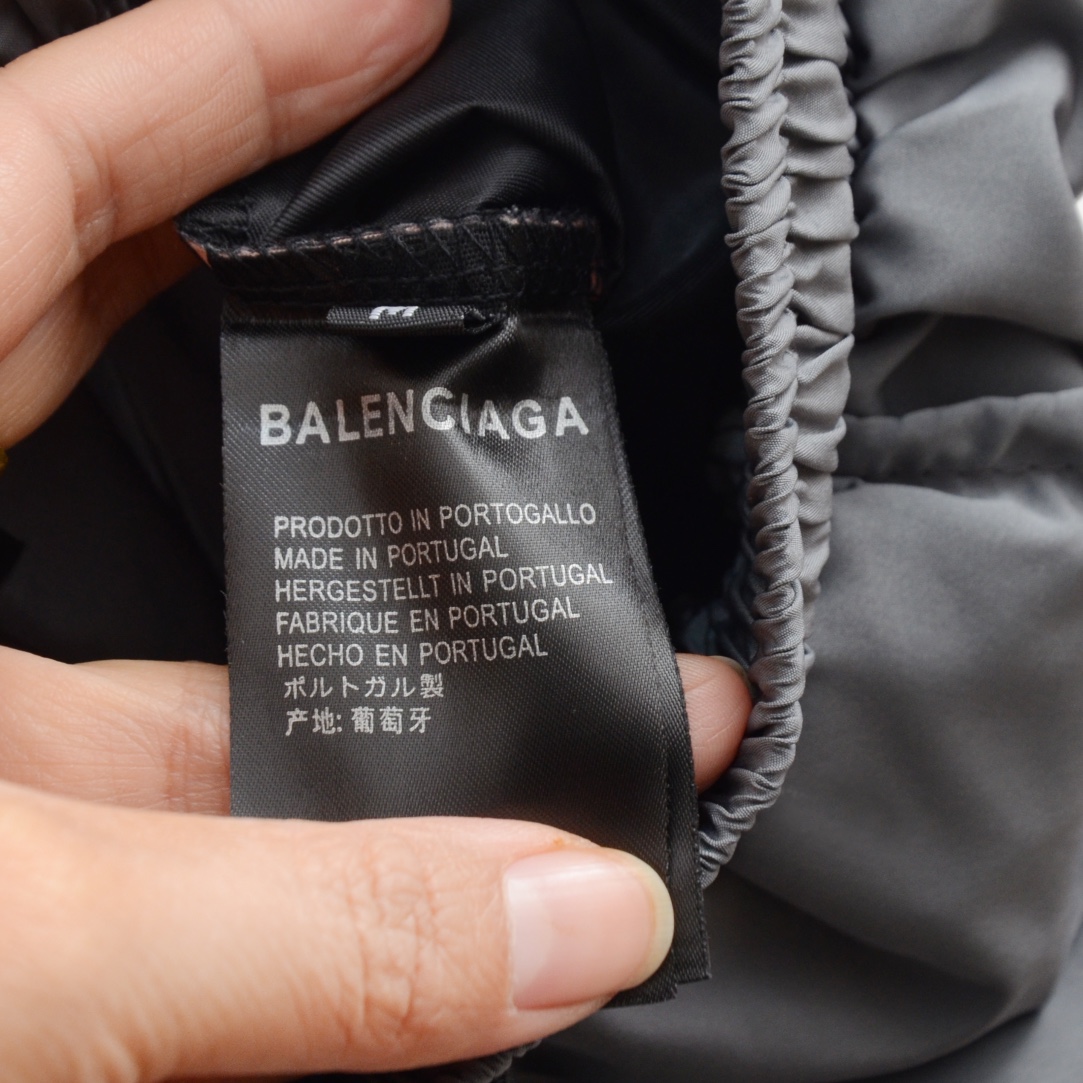 M
BALENCIAGA
PRODOTTO IN PORTOGALLO
MADE IN PORTUGAL
HERGESTELLT IN PORTUGAL
FABRIQUE EN PORTUGAL
HECHO EN PORTUGAL
ポルトガル製
产地: 葡萄牙